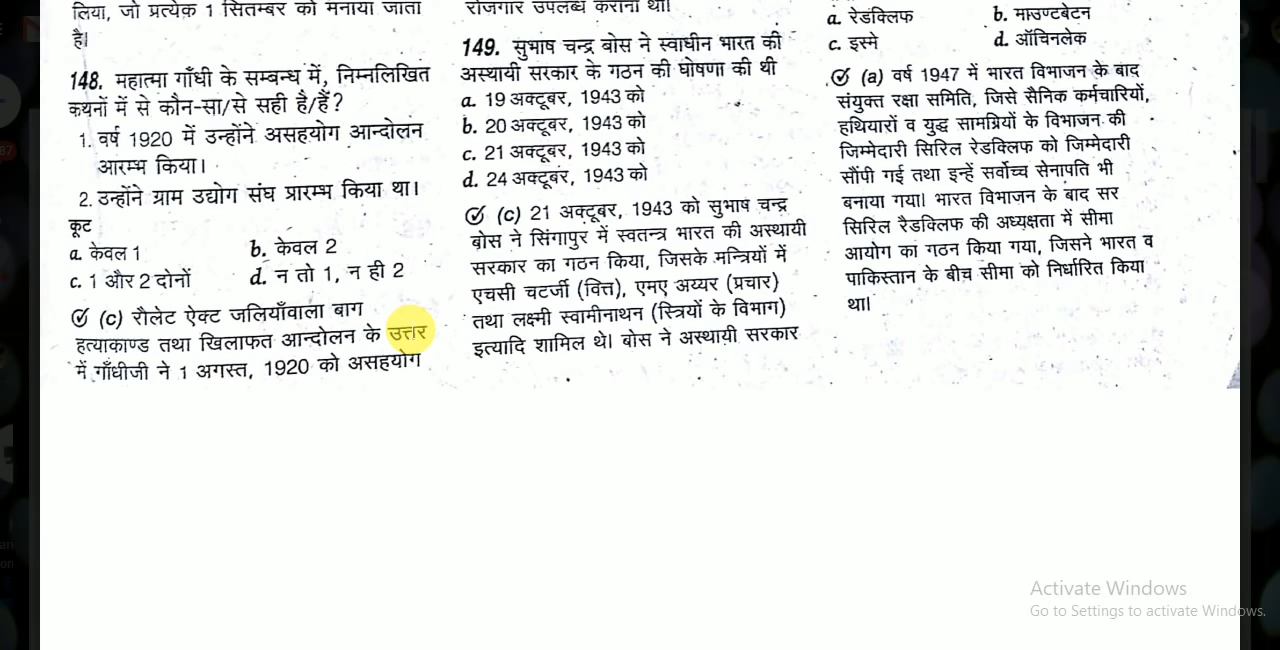 लिया, जो प्रत्येक 1 सितम्बर को मनाया जाता
है।
148. महात्मा गाँधी के सम्बन्ध में, निम्नलिखित
कथनों में से कौन-सा/से सही है/हैं?
1. वर्ष 1920 में उन्होंने असहयोग आन्दोलन
आरम्भ किया।
2. उन्होंने ग्राम उद्योग संघ प्रारम्भ किया था।
कूट
a. केवल 1 b. केवल 2
c. 1 और 2 दोनों d. न तो 1, न ही 2
(c) रौलेट ऐक्ट जलियाँवाला बाग
हत्याकाण्ड तथा खिलाफत आन्दोलन के उत्तर
में गाँधीजी ने 1 अगस्त, 1920 को असहयोग
रोजगार उपलब्ध कराना था।
149. सुभाष चन्द्र बोस ने स्वाधीन भारत की
अस्थायी सरकार के गठन की घोषणा की थी
a. 19 अक्टूबर, 1943 को
b. 20 अक्टूबर, 1943 को
c. 21 अक्टूबर, 1943 को
d. 24 अक्टूबर, 1943 को
(c) 21 अक्टूबर, 1943 को सुभाष चन्द्र
बोस ने सिंगापुर में स्वतन्त्र भारत की अस्थायी
सरकार का गठन किया, जिसके मन्त्रियों में
एचसी चटर्जी (वित्त), एमए अय्यर (प्रचार)
तथा लक्ष्मी स्वामीनाथन (स्त्रियों के विभाग)
इत्यादि शामिल थे। बोस ने अस्थायी सरकार
a. रेडक्लिफ b. माउण्टबेटन
c. इस्मे d. ऑचिनलेक
(a) वर्ष 1947 में भारत विभाजन के बाद
संयुक्त रक्षा समिति, जिसे सैनिक कर्मचारियों,
हथियारों व युद्ध सामग्रियों के विभाजन की
जिम्मेदारी सिरिल रेडक्लिफ को जिम्मेदारी
सौंपी गई तथा इन्हें सर्वोच्च सेनापति भी
बनाया गया। भारत विभाजन के बाद सर
सिरिल रैडक्लिफ की अध्यक्षता में सीमा
आयोग का गठन किया गया, जिसने भारत व
पाकिस्तान के बीच सीमा को निर्धारित किया
था।
Activate Windows
Go to Settings to activate Windows.